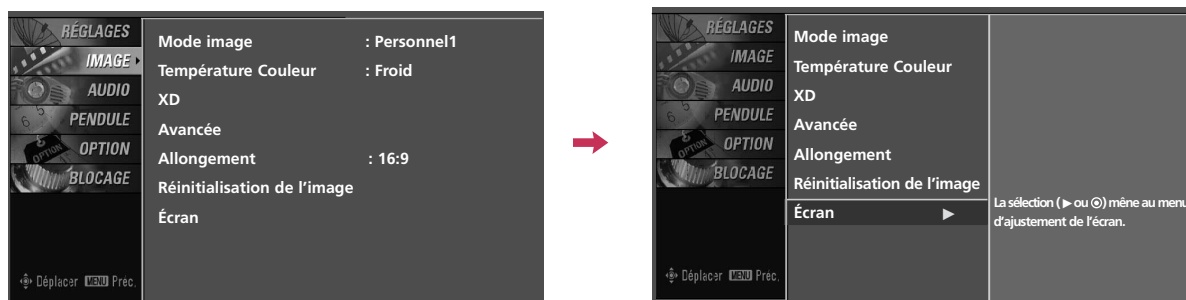 RÉGLAGES
IMAGE
AUDIO
PENDULE
OPTION
BLOCAGE
Mode image : Personnel1
Température Couleur : Froid
XD
Avancée
Allongement : 16:9
Réinitialisation de l'image
Écran
Déplacer MENU Préc.
RÉGLAGES
IMAGE
AUDIO
PENDULE
OPTION
BLOCAGE
Mode image
Température Couleur
XD
Avancée
Allongement
Réinitialisation de l'image
Écran ▶
La sélection ( ▶ ou ◉) mène au menu
d'ajustement de l'écran.
Déplacer MENU Préc.